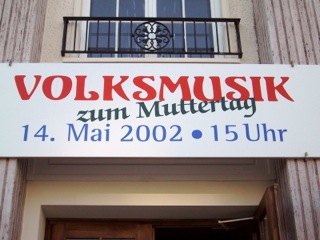 VOLKSMUSIK
zum Muttertag
14. Mai 2002 • 15 Uhr